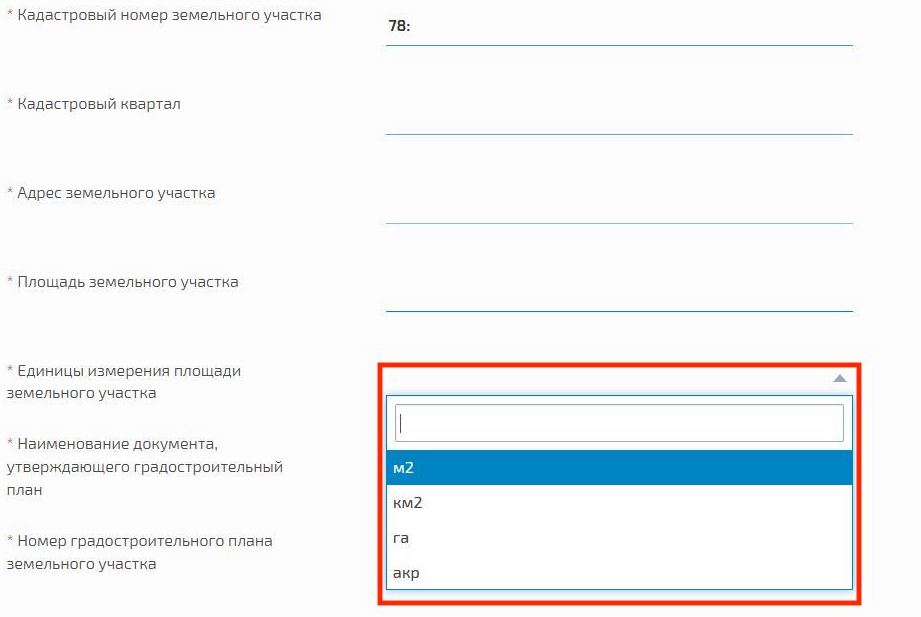 * Кадастровый номер земельного участка
78:
* Кадастровый квартал
* Адрес земельного участка
* Площадь земельного участка
* Единицы измерения площади
земельного участка
м2
км2
га
акр
* Наименование документа,
утверждающего градостроительный
план
* Номер градостроительного плана
земельного участка